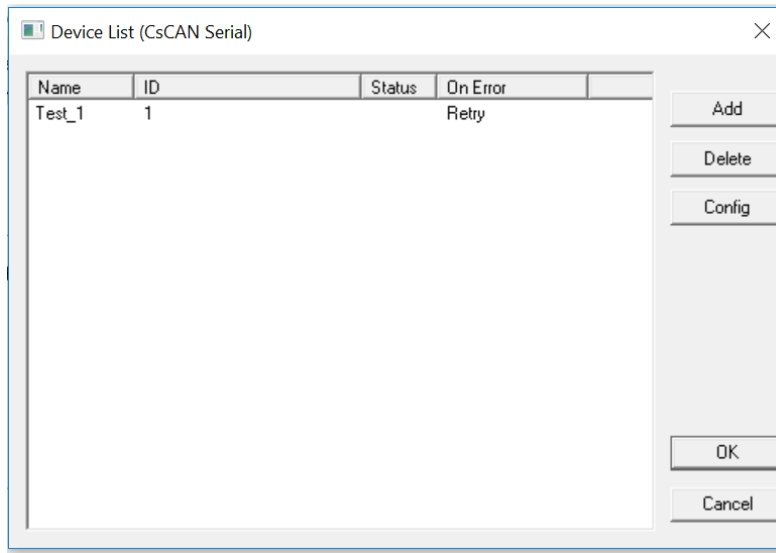 Device List (CsCAN Serial)
Name ID Status On Error
Test_1 1 Retry
Add
Delete
Config
OK
Cancel